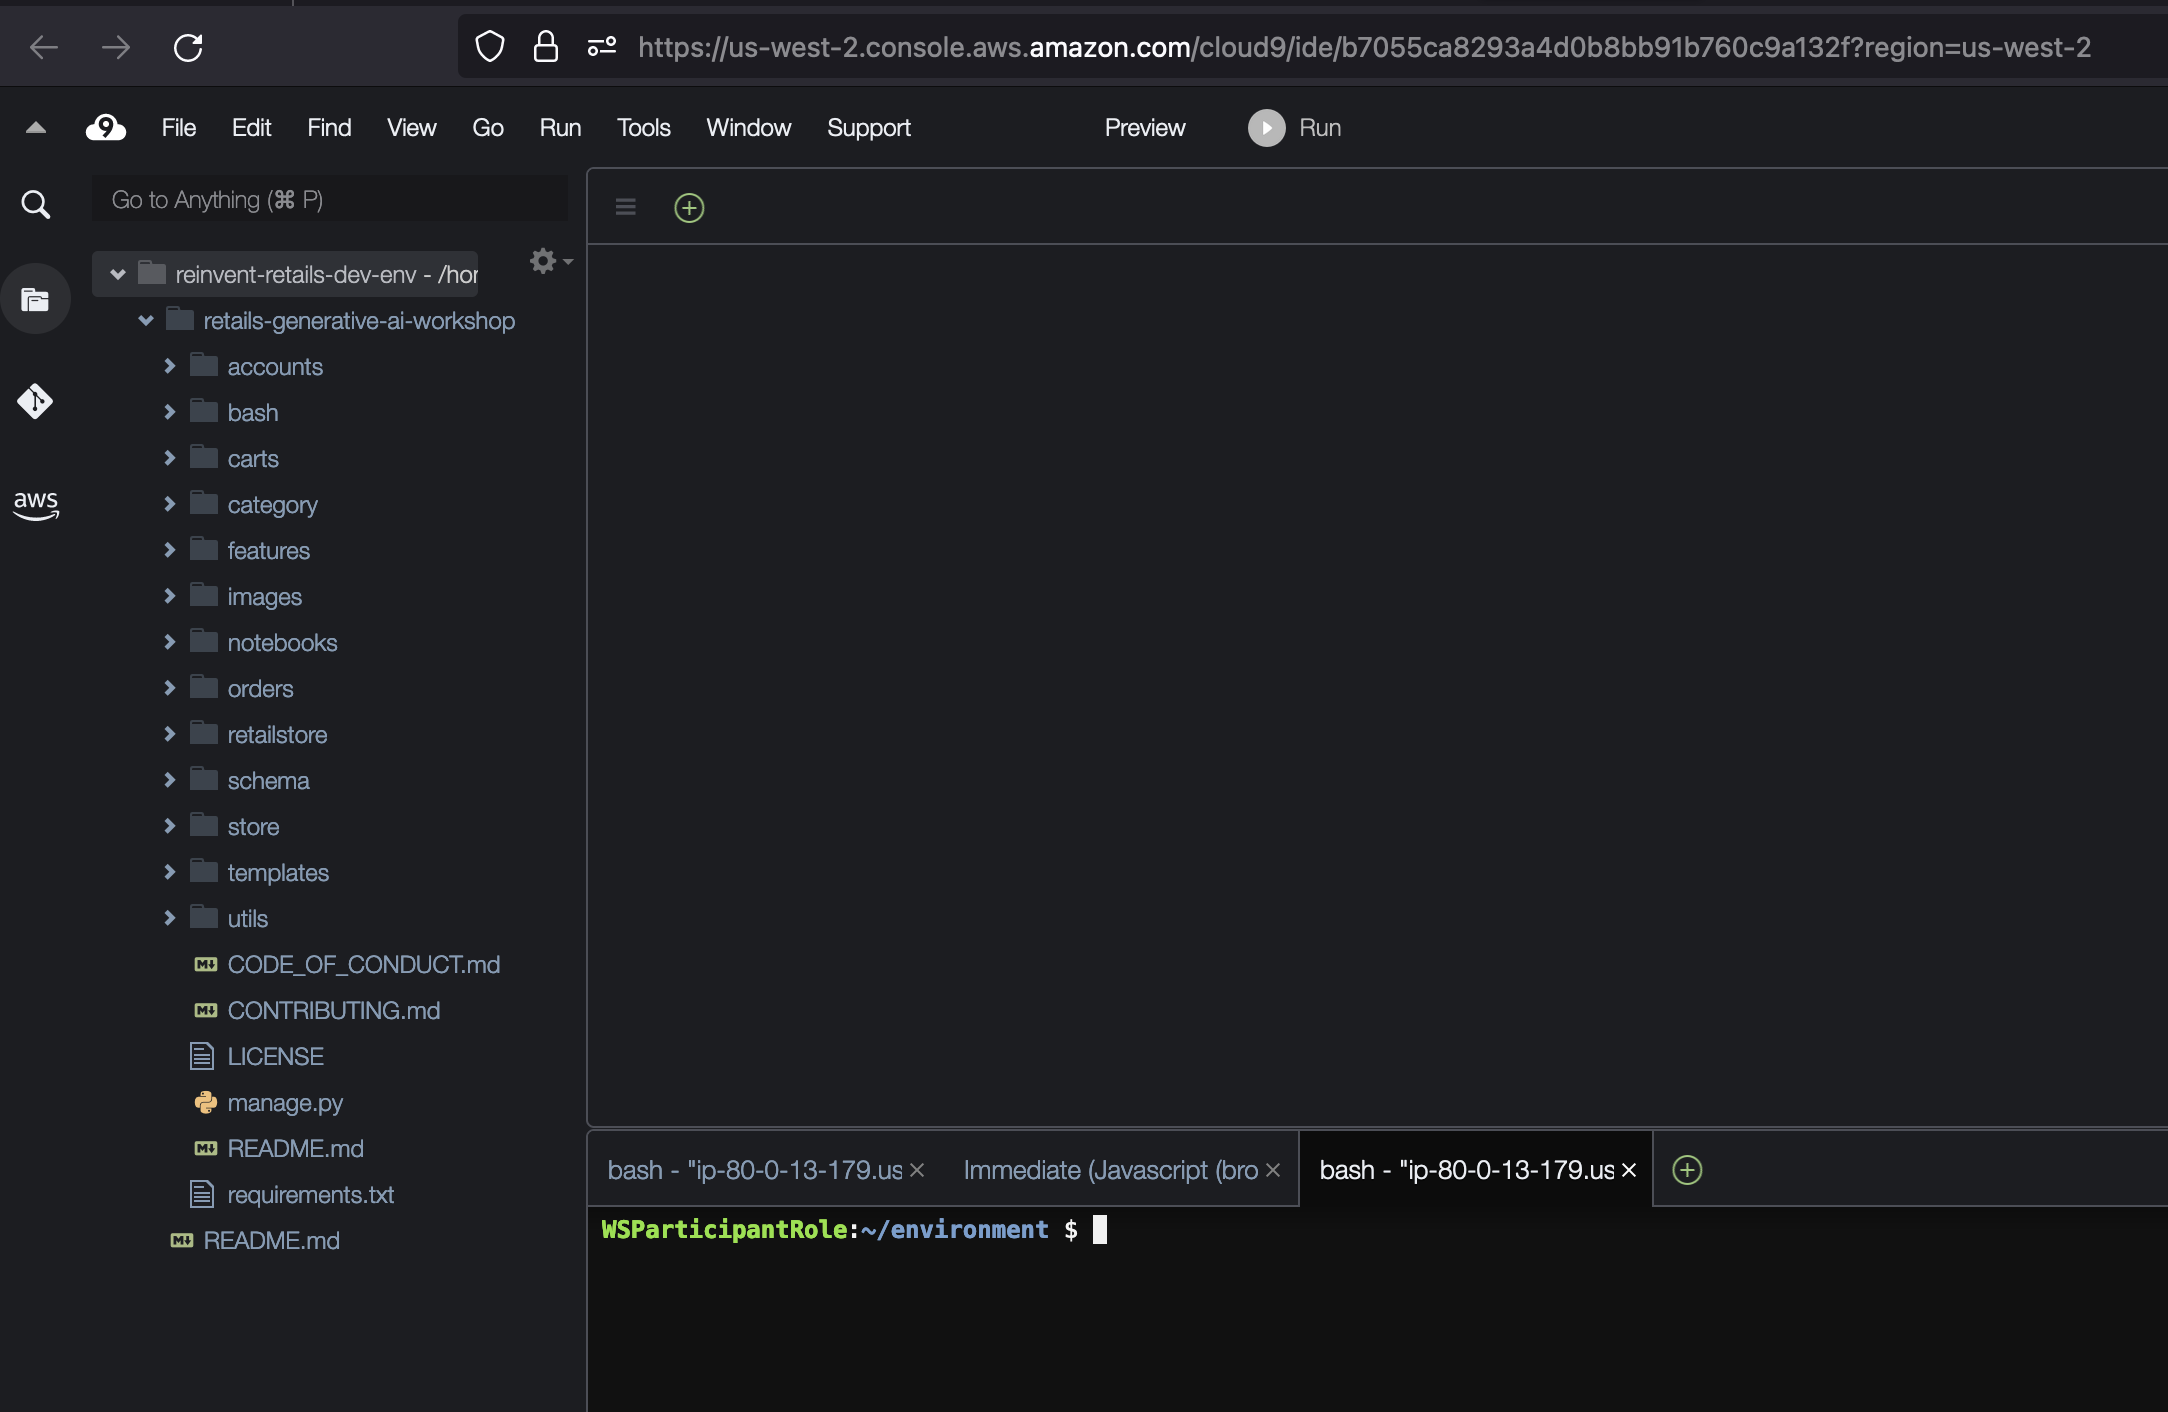 https://us-west-2.console.aws.amazon.com/cloud9/ide/b7055ca8293a4d0b8bb91b760c9a132f?region=us-west-2
9 File Edit Find View Go Run Tools Window Support Preview Run
Go to Anything (⌘ P)
reinvent-retails-dev-env - /hor
retails-generative-ai-workshop
accounts
bash
carts
category
aws
features
images
notebooks
orders
retailstore
schema
store
templates
utils
M↓ CODE_OF_CONDUCT.md
M↓ CONTRIBUTING.md
LICENSE
manage.py
M↓ README.md
requirements.txt
M↓ README.md
bash - "ip-80-0-13-179.us × Immediate (Javascript (bro × bash - "ip-80-0-13-179.us ×
WSParticipantRole:~/environment $